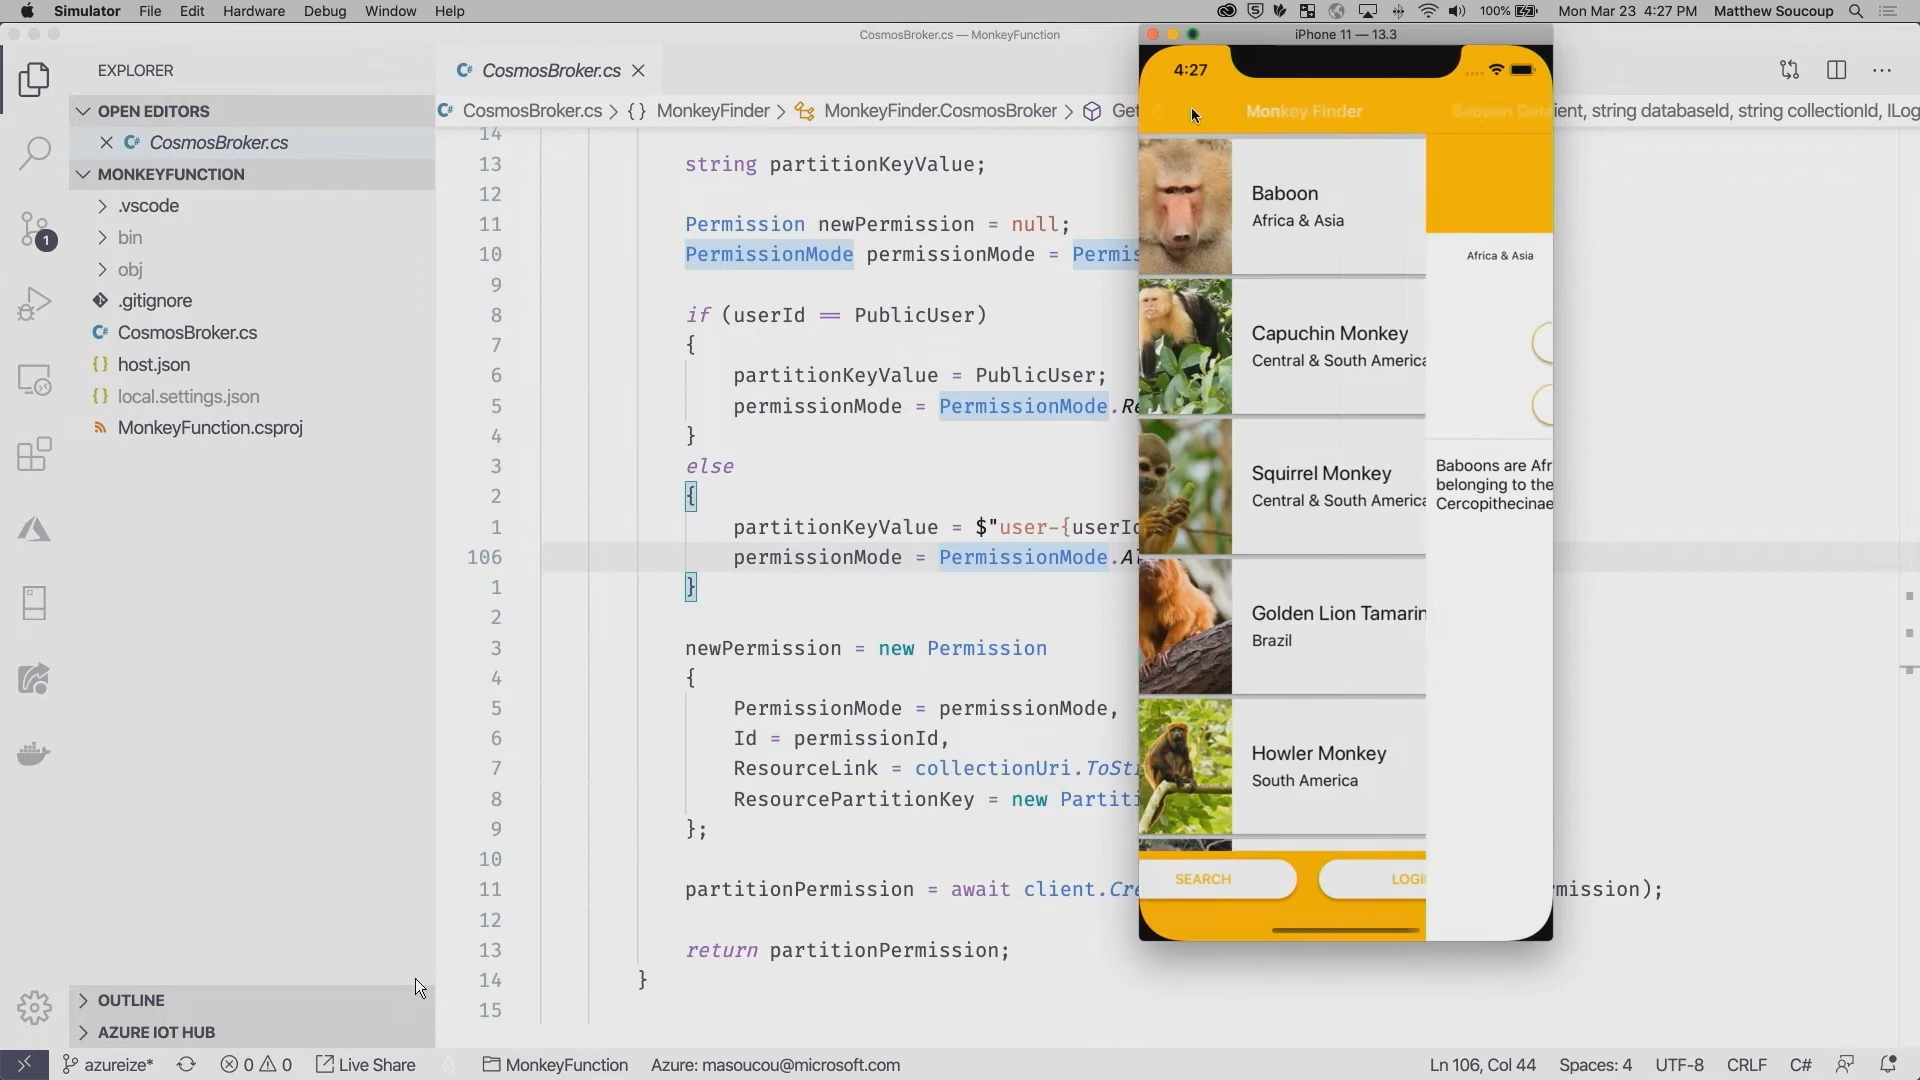 Simulator File Edit Hardware Debug Window Help 100% Mon Mar 23 4:27 PM Matthew Soucoup
CosmosBroker.cs — MonkeyFunction
iPhone 11 — 13.3
EXPLORER
OPEN EDITORS
CosmosBroker.cs
MONKEYFUNCTION
.vscode
bin
obj
.gitignore
CosmosBroker.cs
host.json
local.settings.json
MonkeyFunction.csproj
OUTLINE
AZURE IOT HUB
1
CosmosBroker.cs
CosmosBroker.cs > {} MonkeyFinder > MonkeyFinder.CosmosBroker > Get
ient, string databaseId, string collectionId, ILog
14
13 string partitionKeyValue;
12
11 Permission newPermission = null;
10 PermissionMode permissionMode = Permis
9
8 if (userId == PublicUser)
7 {
6 partitionKeyValue = PublicUser;
5 permissionMode = PermissionMode.Re
4 }
3 else
2 {
1 partitionKeyValue = $"user-{userId
106 permissionMode = PermissionMode.Al
1 }
2
3 newPermission = new Permission
4 {
5 PermissionMode = permissionMode,
6 Id = permissionId,
7 ResourceLink = collectionUri.ToStr
8 ResourcePartitionKey = new Partiti
9 };
10
11 partitionPermission = await client.Cre
mission);
12
13 return partitionPermission;
14 }
15
4:27
Monkey Finder
Baboon
Africa & Asia
Capuchin Monkey
Central & South America
Squirrel Monkey
Central & South America
Golden Lion Tamarin
Brazil
Howler Monkey
South America
SEARCH
LOGI
Africa & Asia
Baboons are Afr
belonging to the
Cercopithecinae
azureize* 0 0 Live Share MonkeyFunction Azure: masoucou@microsoft.com Ln 106, Col 44 Spaces: 4 UTF-8 CRLF C#